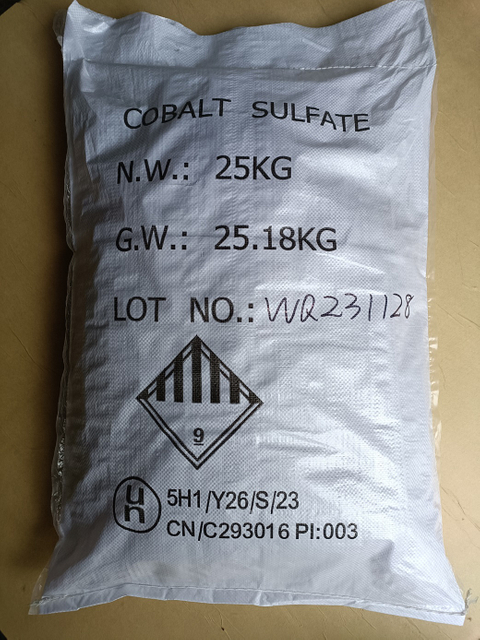 COBALT SULFATE
N.W.: 25KG
G.W.: 25.18KG
LOT NO.: WQ231128
9
un
5H1/Y26/S/23
CN/C293016 PI:003